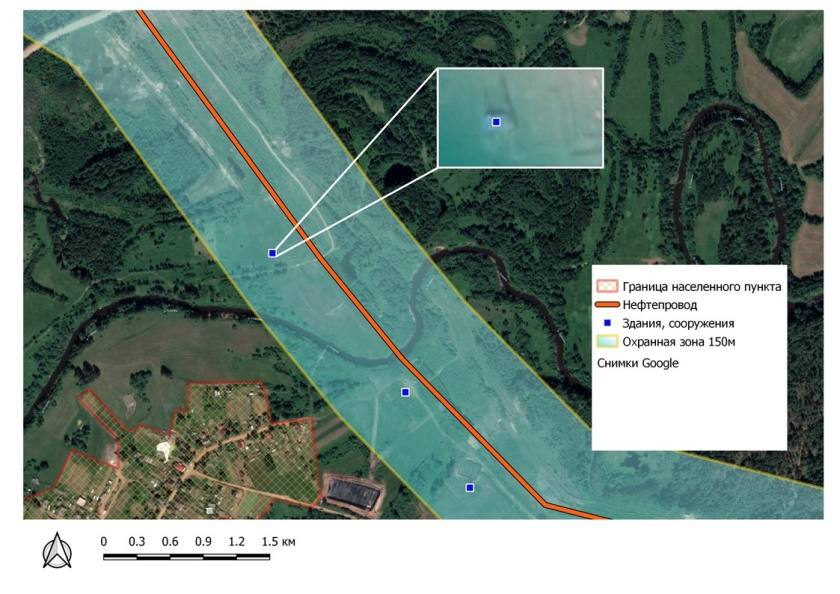 Граница населенного пункта
Нефтепровод
Здания, сооружения
Охранная зона 150м
Снимки Google
0 0.3 0.6 0.9 1.2 1.5 км